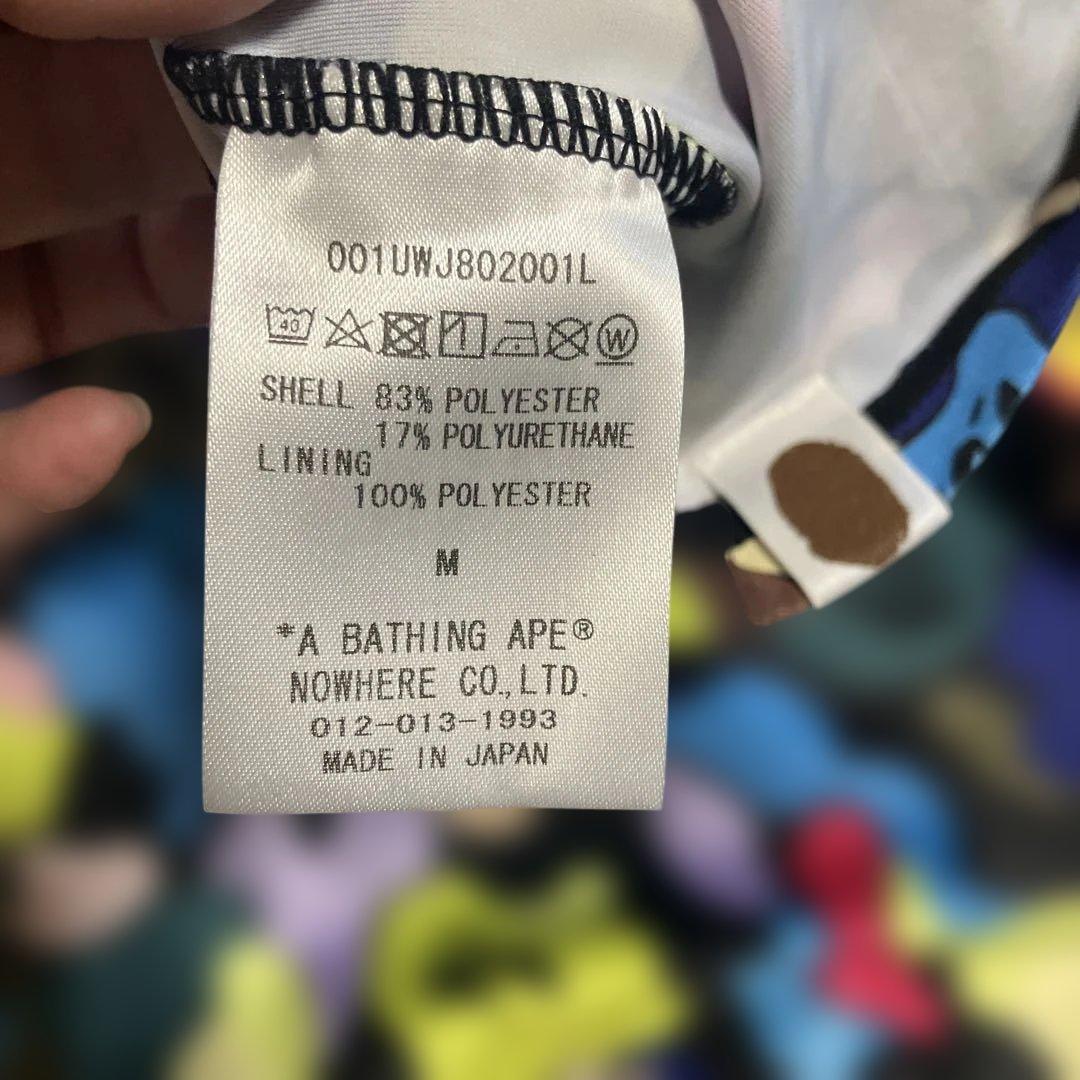 001UWJ802001L
40 W
SHELL 83% POLYESTER
17% POLYURETHANE
LINING
100% POLYESTER
M
*A BATHING APE®
NOWHERE CO.,LTD.
012-013-1993
MADE IN JAPAN